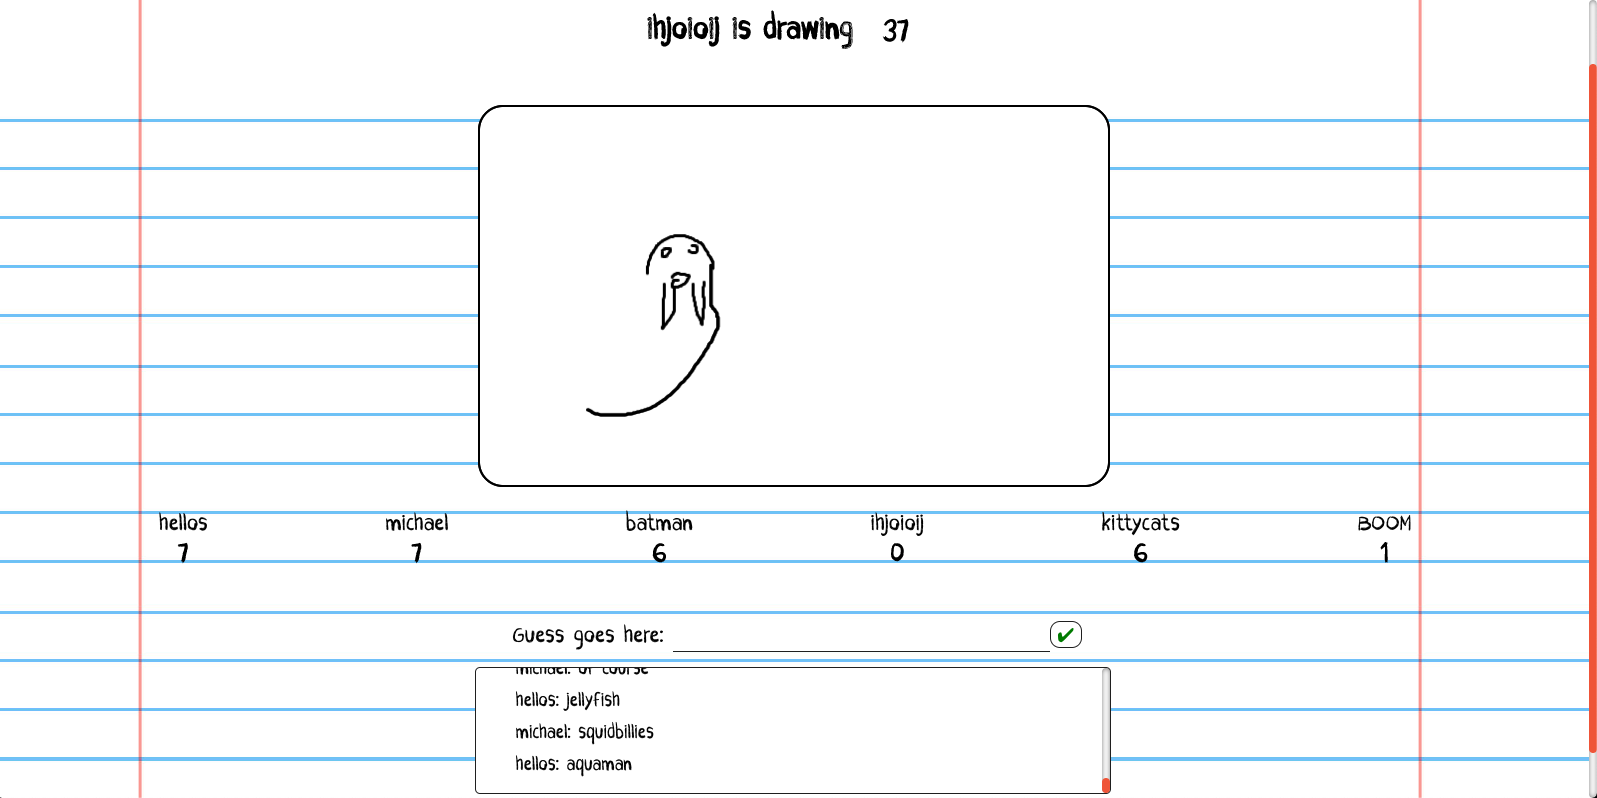 ihjoioij is drawing 37
hellos michael batman ihjoioij kittycats BOOM
7 7 6 0 6 1
Guess goes here:
michael: of course
hellos: jellyfish
michael: squidbillies
hellos: aquaman